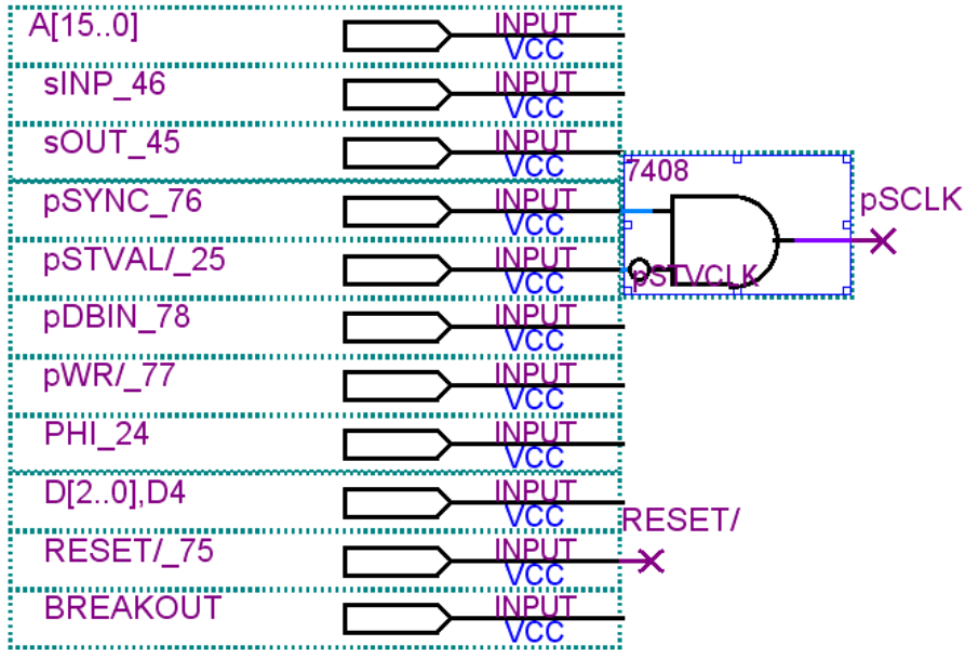 A[15..0] INPUT
VCC
sINP_46 INPUT
VCC
sOUT_45 INPUT
VCC
7408
pSYNC_76 INPUT
VCC
pSCLK
pSTVAL/_25 INPUT
VCC
pSTVCLK
pDBIN_78 INPUT
VCC
pWR/_77 INPUT
VCC
PHI_24 INPUT
VCC
D[2..0],D4 INPUT
VCC
RESET/
RESET/_75 INPUT
VCC
BREAKOUT INPUT
VCC